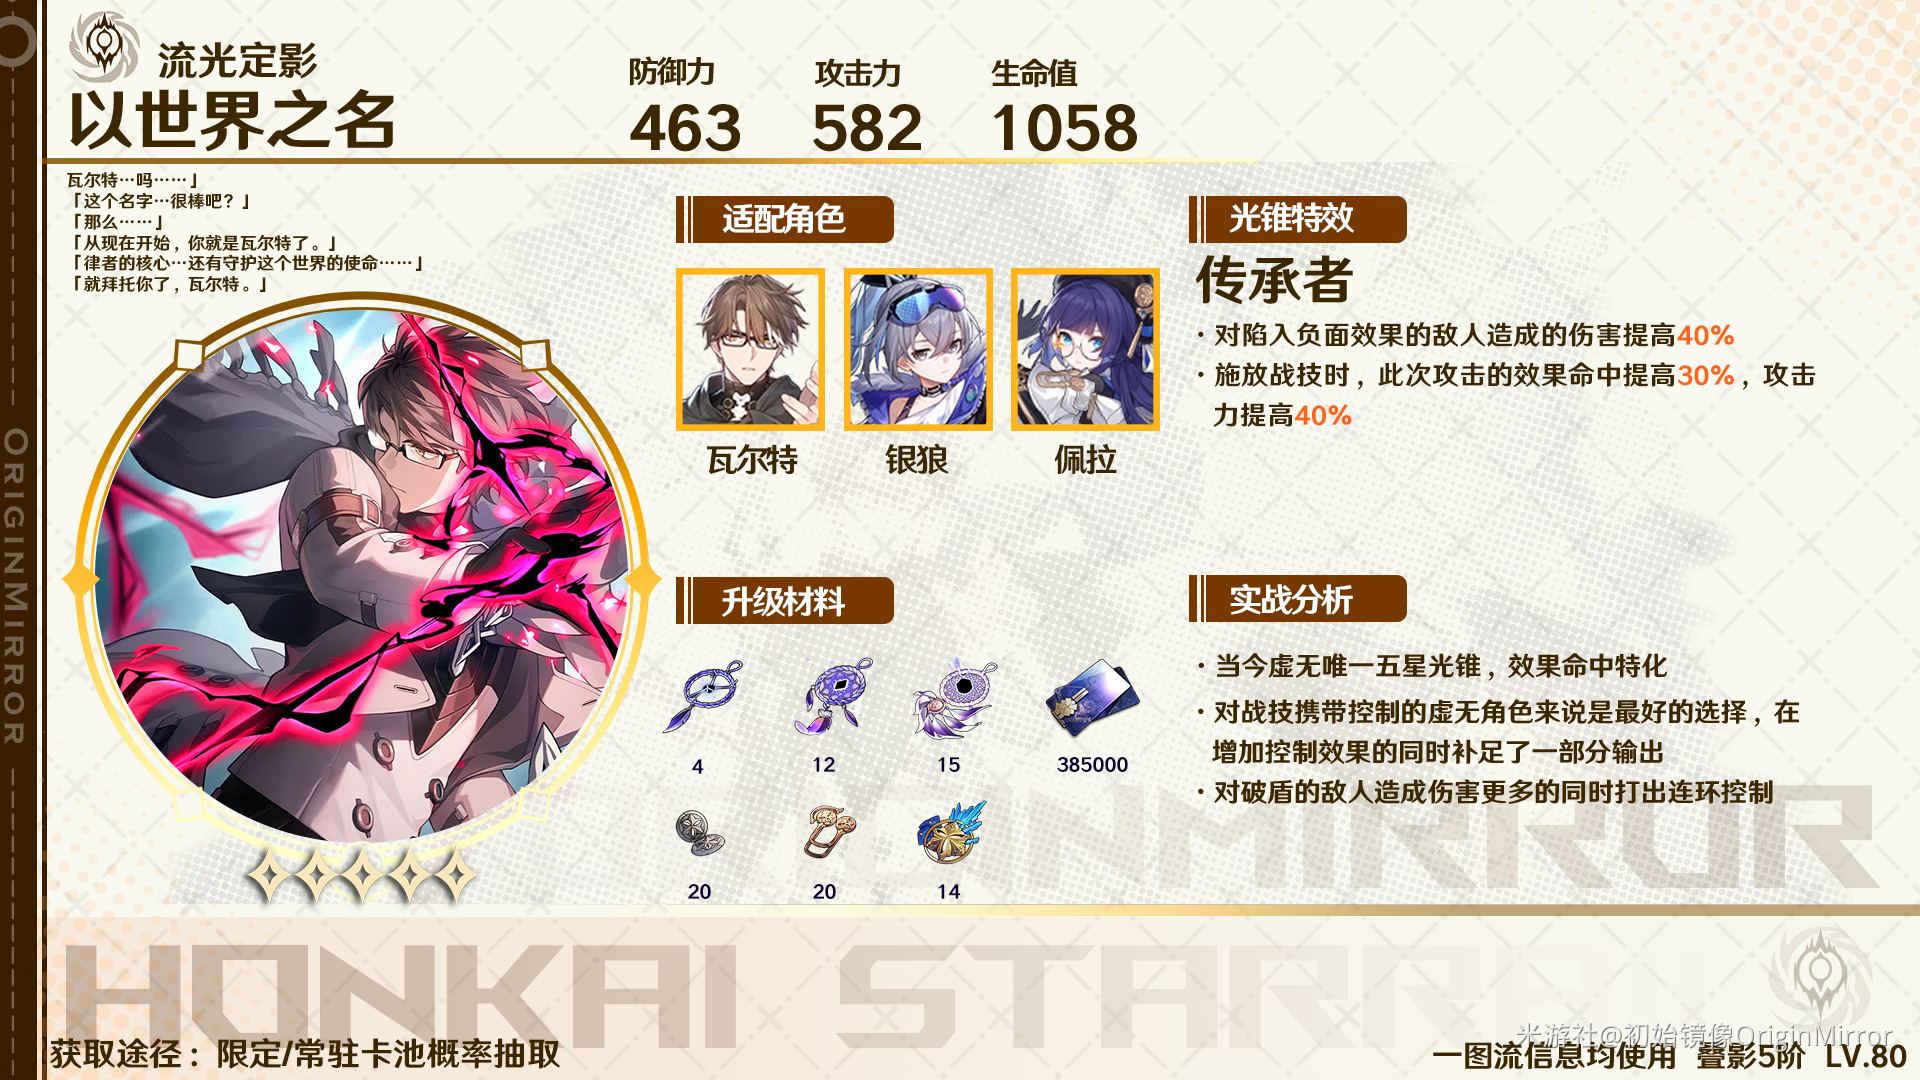 流光定影
以世界之名
防御力
463
攻击力
582
生命值
1058
瓦尔特…吗……」
「这个名字…很棒吧？」
「那么……」
「从现在开始，你就是瓦尔特了。」
「律者的核心…还有守护这个世界的使命……」
「就拜托你了，瓦尔特。」
适配角色
瓦尔特
银狼
佩拉
光锥特效
传承者
·对陷入负面效果的敌人造成的伤害提高40%
·施放战技时，此次攻击的效果命中提高30%，攻击
力提高40%
升级材料
4
12
15
385000
20
20
14
实战分析
·当今虚无唯一五星光锥，效果命中特化
·对战技携带控制的虚无角色来说是最好的选择，在
增加控制效果的同时补足了一部分输出
·对破盾的敌人造成伤害更多的同时打出连环控制
ORIGINMIRROR
HONKAI STARRAIL
获取途径：限定/常驻卡池概率抽取
米游社@初始镜像OriginMirror
一图流信息均使用 叠影5阶 LV.80